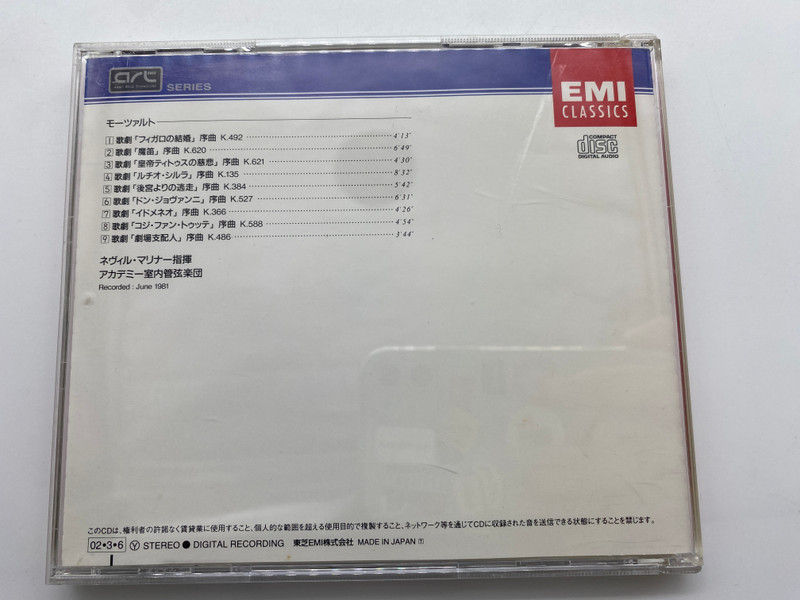 art
SERIES
EMI
CLASSICS
COMPACT
disc
DIGITAL AUDIO
モーツァルト
1 歌劇「フィガロの結婚」序曲 K.492 4'13"
2 歌劇「魔笛」序曲 K.620 6'49"
3 歌劇「皇帝ティトゥスの慈悲」序曲 K.621 4'30"
4 歌劇「ルチオ・シルラ」序曲 K.135 8'32"
5 歌劇「後宮よりの逃走」序曲 K.384 5'42"
6 歌劇「ドン・ジョヴァンニ」序曲 K.527 6'31"
7 歌劇「イドメネオ」序曲 K.366 4'26"
8 歌劇「コジ・ファン・トゥッテ」序曲 K.588 4'54"
9 歌劇「劇場支配人」序曲 K.486 3'44"
ネヴィル・マリナー指揮
アカデミー室内管弦楽団
Recorded : June 1981
このCDは、権利者の許諾なく賃貸業に使用すること、個人的な範囲を超える使用目的で複製すること、ネットワーク等を通じてCDに収録された音を送信できる状態にすることを禁じます。
02•3•6 Ⓨ STEREO ● DIGITAL RECORDING 東芝EMI株式会社 MADE IN JAPAN ①